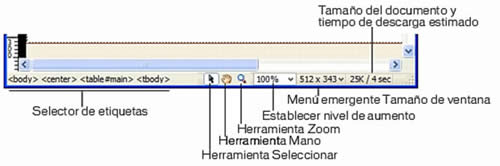 Tamaño del documento y
tiempo de descarga estimado
<body> <center> <table#main> <tbody>
100%
512 x 343
25K / 4 sec
Selector de etiquetas
Menú emergente Tamaño de ventana
Establecer nivel de aumento
Herramienta Zoom
Herramienta Mano
Herramienta Seleccionar